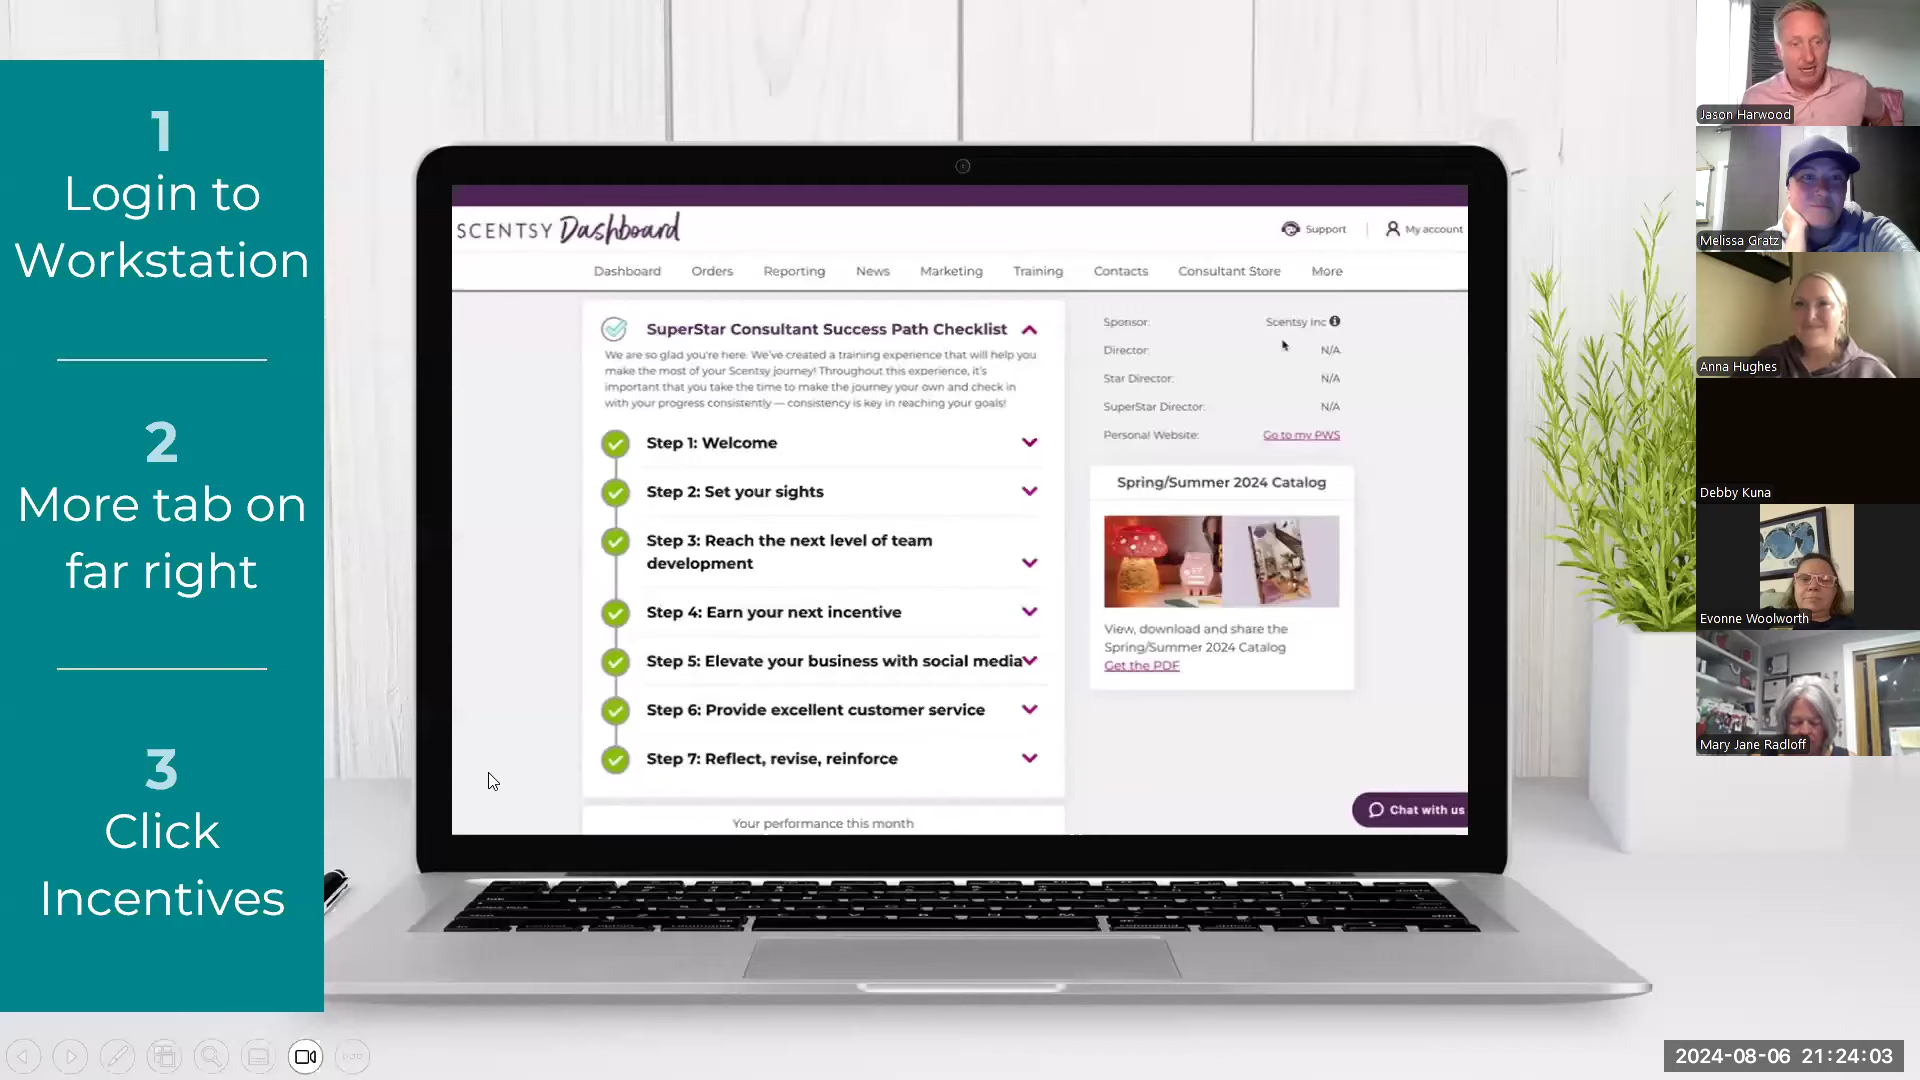 1
Login to
Workstation
2
More tab on
far right
3
Click
Incentives
SCENTSY Dashboard
Support
My account
Dashboard
Orders
Reporting
News
Marketing
Training
Contacts
Consultant Store
More
SuperStar Consultant Success Path Checklist
We are so glad you're here. We've created a training experience that will help you
make the most of your Scentsy journey! Throughout this experience, it's
important that you take the time to make the journey your own and check in
with your progress consistently — consistency is key in reaching your goals!
Step 1: Welcome
Step 2: Set your sights
Step 3: Reach the next level of team
development
Step 4: Earn your next incentive
Step 5: Elevate your business with social media
Step 6: Provide excellent customer service
Step 7: Reflect, revise, reinforce
Your performance this month
Sponsor: Scentsy Inc
Director: N/A
Star Director: N/A
SuperStar Director: N/A
Personal Website: Go to my PWS
Spring/Summer 2024 Catalog
View, download and share the
Spring/Summer 2024 Catalog
Get the PDF
Chat with us
Jason Harwood
Melissa Gratz
Anna Hughes
Debby Kuna
Evonne Woolworth
Mary Jane Radloff
2024-08-06 21:24:03